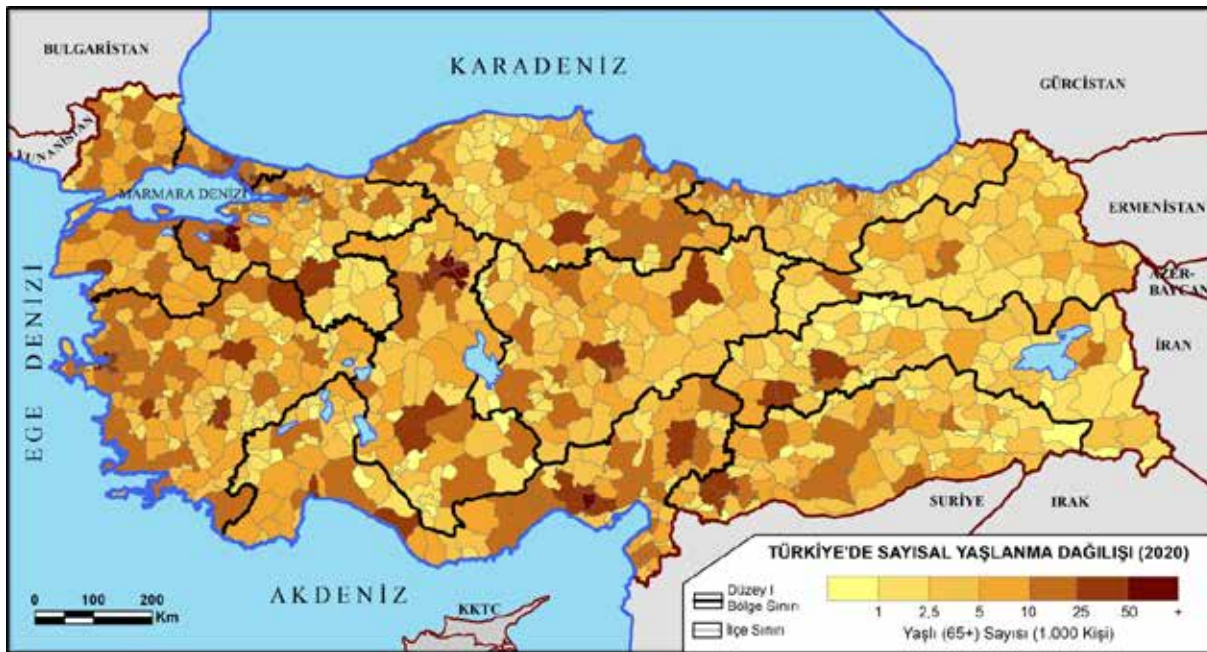 BULGARİSTAN
KARADENİZ
GÜRCİSTAN
YUNANİSTAN
MARMARA DENİZİ
ERMENİSTAN
AZER-
BAYCAN
EGE DENİZİ
İRAN
SURİYE
IRAK
AKDENİZ
KKTC
0 100 200
Km
TÜRKİYE'DE SAYISAL YAŞLANMA DAĞILIŞI (2020)
Düzey I
Bölge Sınırı
İlçe Sınırı
1 2,5 5 10 25 50 +
Yaşlı (65+) Sayısı (1.000 Kişi)